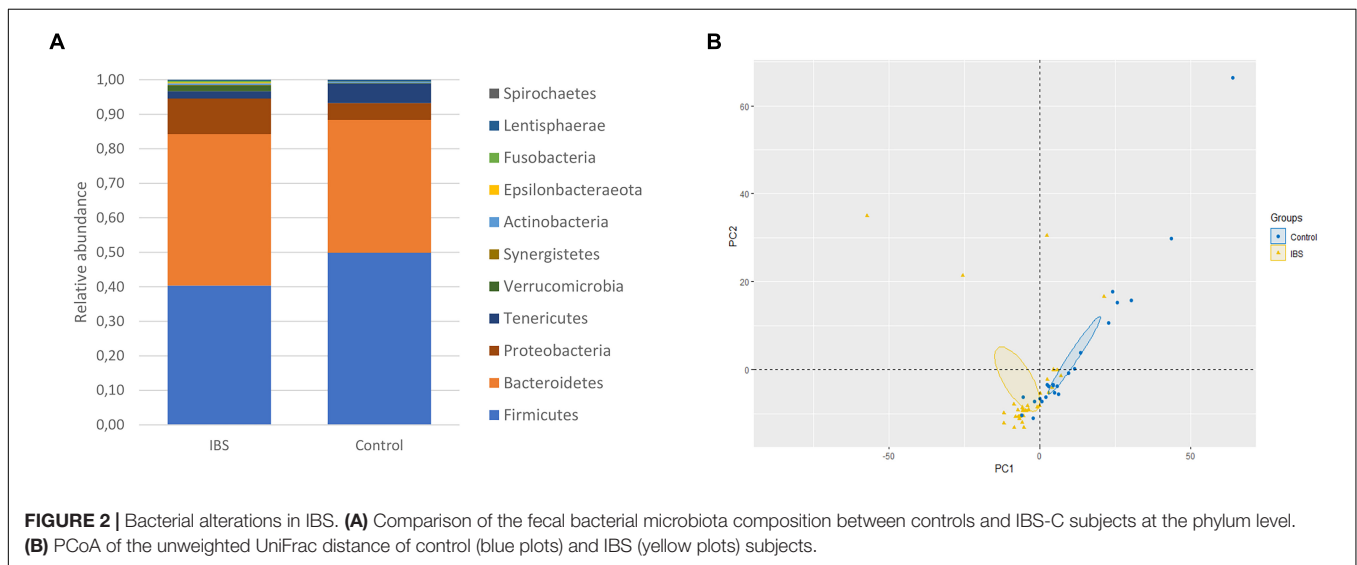 A
1,00
0,90
0,80
0,70
0,60
0,50
0,40
0,30
0,20
0,10
0,00
Relative abundance
IBS
Control
Spirochaetes
Lentisphaerae
Fusobacteria
Epsilonbacteraeota
Actinobacteria
Synergistetes
Verrucomicrobia
Tenericutes
Proteobacteria
Bacteroidetes
Firmicutes
B
60
40
20
0
PC2
-50
0
50
PC1
Groups
Control
IBS
FIGURE 2 | Bacterial alterations in IBS. (A) Comparison of the fecal bacterial microbiota composition between controls and IBS-C subjects at the phylum level.
(B) PCoA of the unweighted UniFrac distance of control (blue plots) and IBS (yellow plots) subjects.